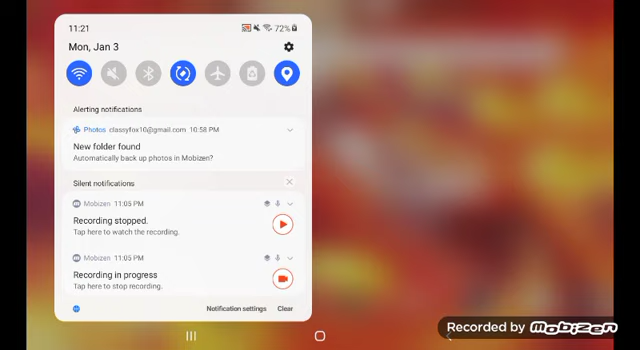 11:21
72%
Mon, Jan 3
Alerting notifications
Photos classyfox10@gmail.com 10:58 PM
New folder found
Automatically back up photos in Mobizen?
Silent notifications
Mobizen 11:05 PM
Recording stopped.
Tap here to watch the recording.
Mobizen 11:05 PM
Recording in progress
Tap here to stop recording.
Notification settings Clear
Recorded by Mobizen